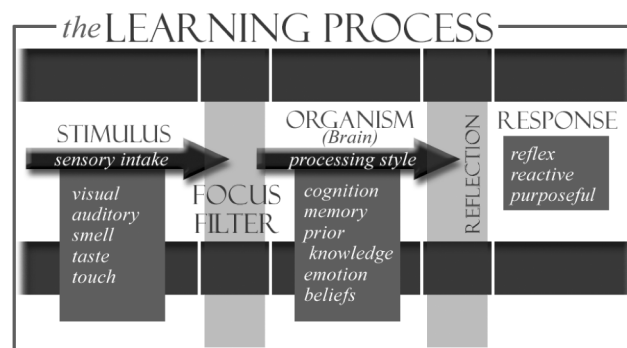 the LEARNING PROCESS
STIMULUS
sensory intake
visual
auditory
smell
taste
touch
FOCUS
FILTER
ORGANISM
(Brain)
processing style
cognition
memory
prior
knowledge
emotion
beliefs
REFLECTION
RESPONSE
reflex
reactive
purposeful